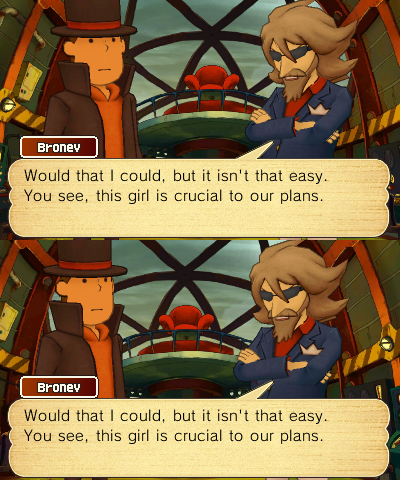 Bronev
Would that I could, but it isn't that easy.
You see, this girl is crucial to our plans.
Bronev
Would that I could, but it isn't that easy.
You see, this girl is crucial to our plans.